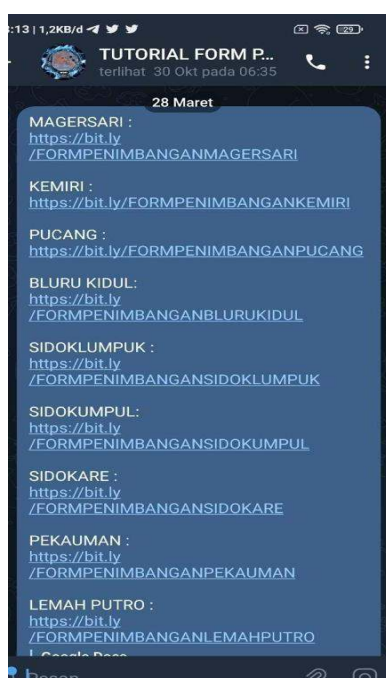 :13 | 1,2KB/d
29
TUTORIAL FORM P...
terlihat 30 Okt pada 06:35
28 Maret
MAGERSARI :
https://bit.ly
/FORMPENIMBANGANMAGERSARI
KEMIRI :
https://bit.ly/FORMPENIMBANGANKEMIRI
PUCANG :
https://bit.ly/FORMPENIMBANGANPUCANG
BLURU KIDUL:
https://bit.ly
/FORMPENIMBANGANBLURUKIDUL
SIDOKLUMPUK :
https://bit.ly
/FORMPENIMBANGANSIDOKLUMPUK
SIDOKUMPUL:
https://bit.ly
/FORMPENIMBANGANSIDOKUMPUL
SIDOKARE :
https://bit.ly
/FORMPENIMBANGANSIDOKARE
PEKAUMAN :
https://bit.ly
/FORMPENIMBANGANPEKAUMAN
LEMAH PUTRO :
https://bit.ly
/FORMPENIMBANGANLEMAHPUTRO
Google Docs
Pesan